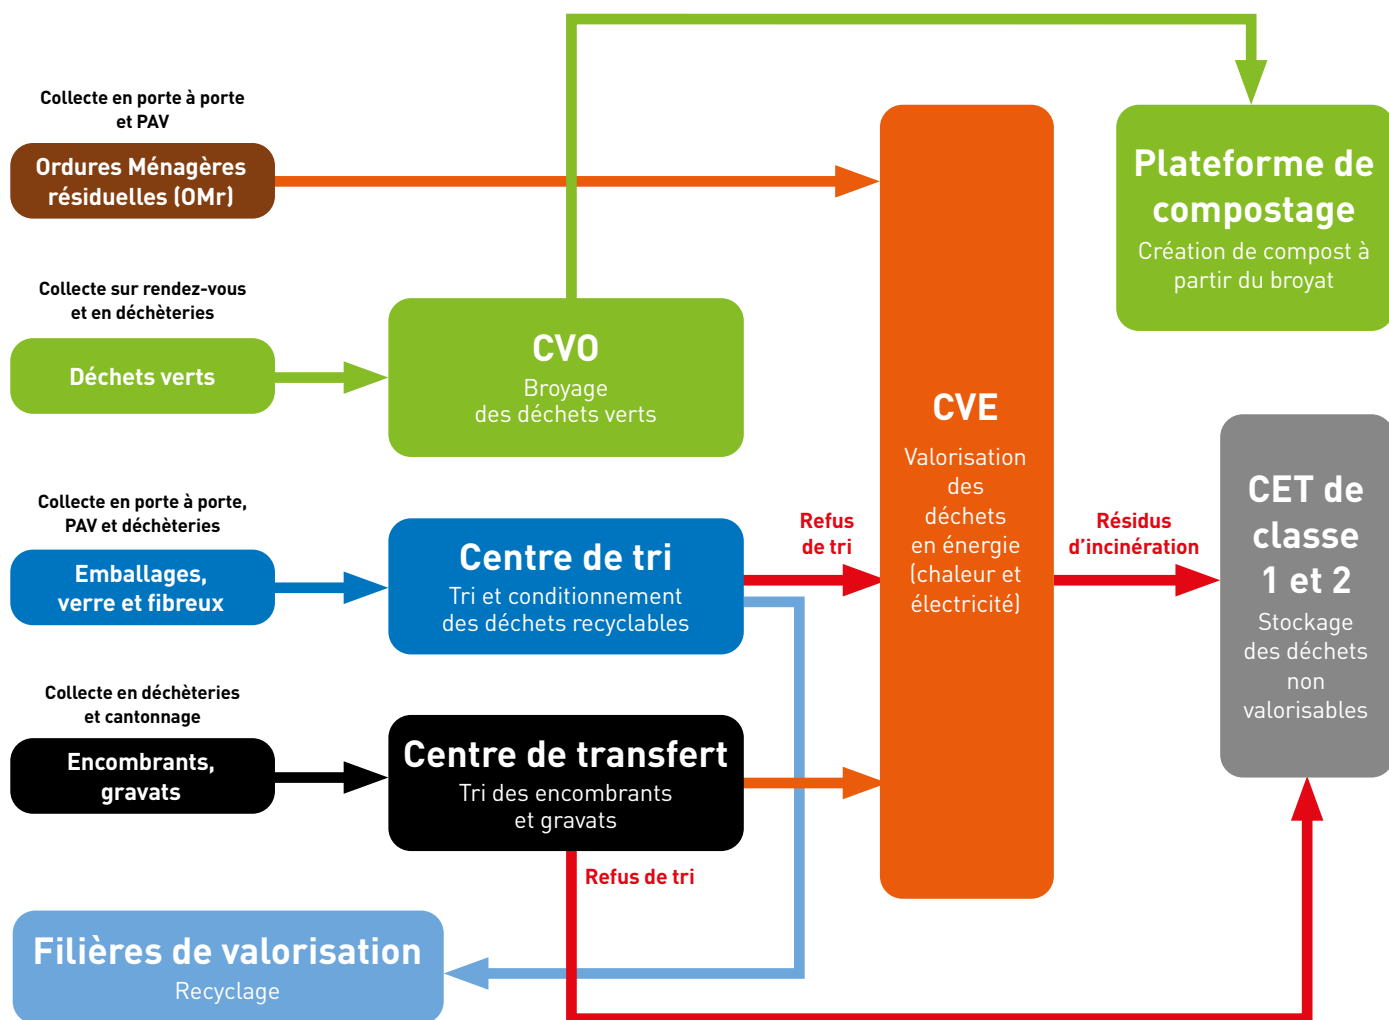 Collecte en porte à porte
et PAV
Ordures Ménagères
résiduelles (OMr)
Collecte sur rendez-vous
et en déchèteries
Déchets verts
CVO
Broyage
des déchets verts
Plateforme de
compostage
Création de compost à
partir du broyat
Collecte en porte à porte,
PAV et déchèteries
Emballages,
verre et fibreux
Centre de tri
Tri et conditionnement
des déchets recyclables
Refus
de tri
CVE
Valorisation
des
déchets
en énergie
(chaleur et
électricité)
Résidus
d’incinération
CET de
classe
1 et 2
Stockage
des déchets
non
valorisables
Collecte en déchèteries
et cantonnage
Encombrants,
gravats
Centre de transfert
Tri des encombrants
et gravats
Refus de tri
Filières de valorisation
Recyclage